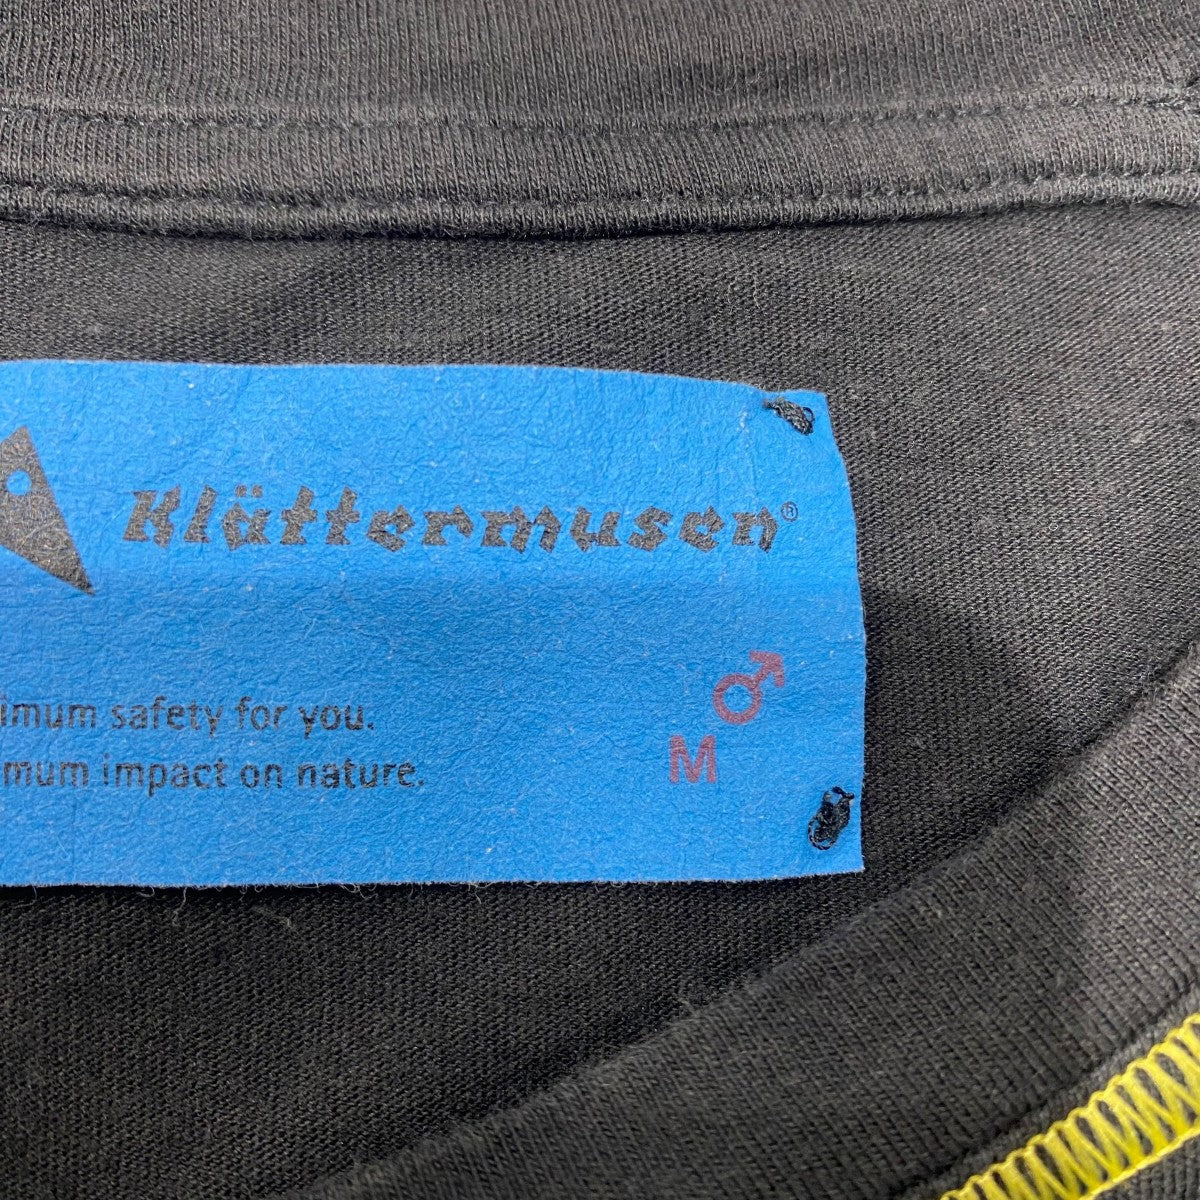 Klättermusen®
imum safety for you.
mum impact on nature.
♂
M